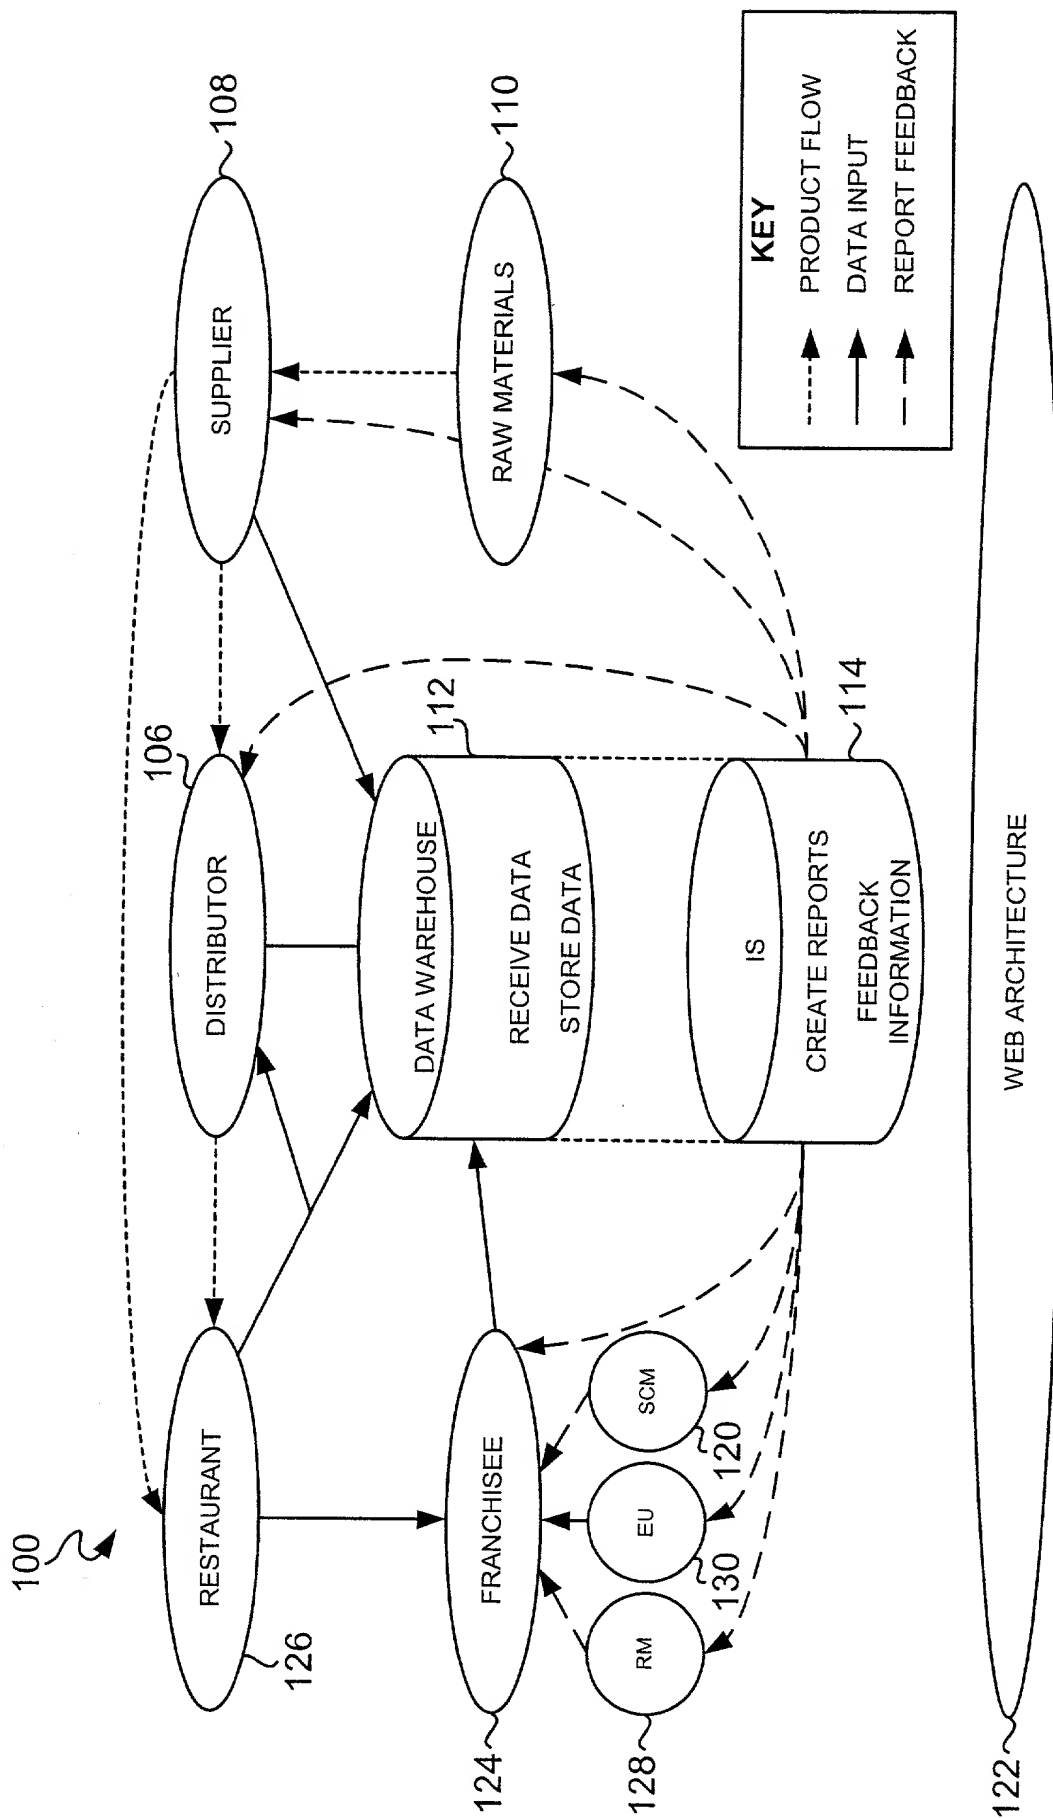 100
RESTAURANT
126
DISTRIBUTOR
106
SUPPLIER
108
FRANCHISEE
124
DATA WAREHOUSE
RECEIVE DATA
STORE DATA
112
RAW MATERIALS
110
RM
128
EU
130
SCM
120
IS
CREATE REPORTS
FEEDBACK
INFORMATION
114
KEY
PRODUCT FLOW
DATA INPUT
REPORT FEEDBACK
WEB ARCHITECTURE
122